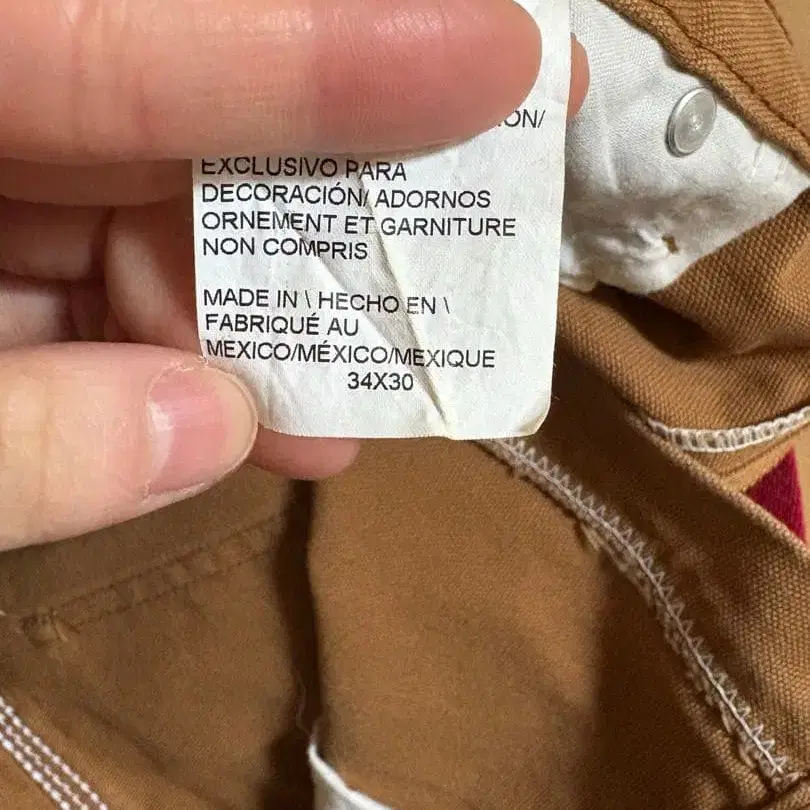 EXCLUSIVO PARA
DECORACIÓN/ ADORNOS
ORNEMENT ET GARNITURE
NON COMPRIS
MADE IN \ HECHO EN \
FABRIQUÉ AU
MEXICO/MÉXICO/MEXIQUE
34X30